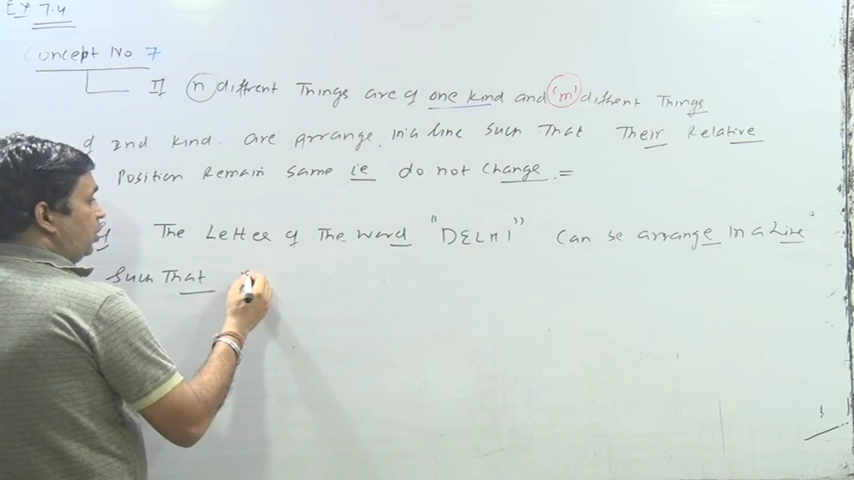 Ex 7.4
Concept No 7
If n different Things are of one kind and 'm' different Things
of 2nd kind. are arrange in a line such That Their Relative
Position Remain same ie do not change. =
The Letter of The word "DELHI" can be arrange in a Line
such That